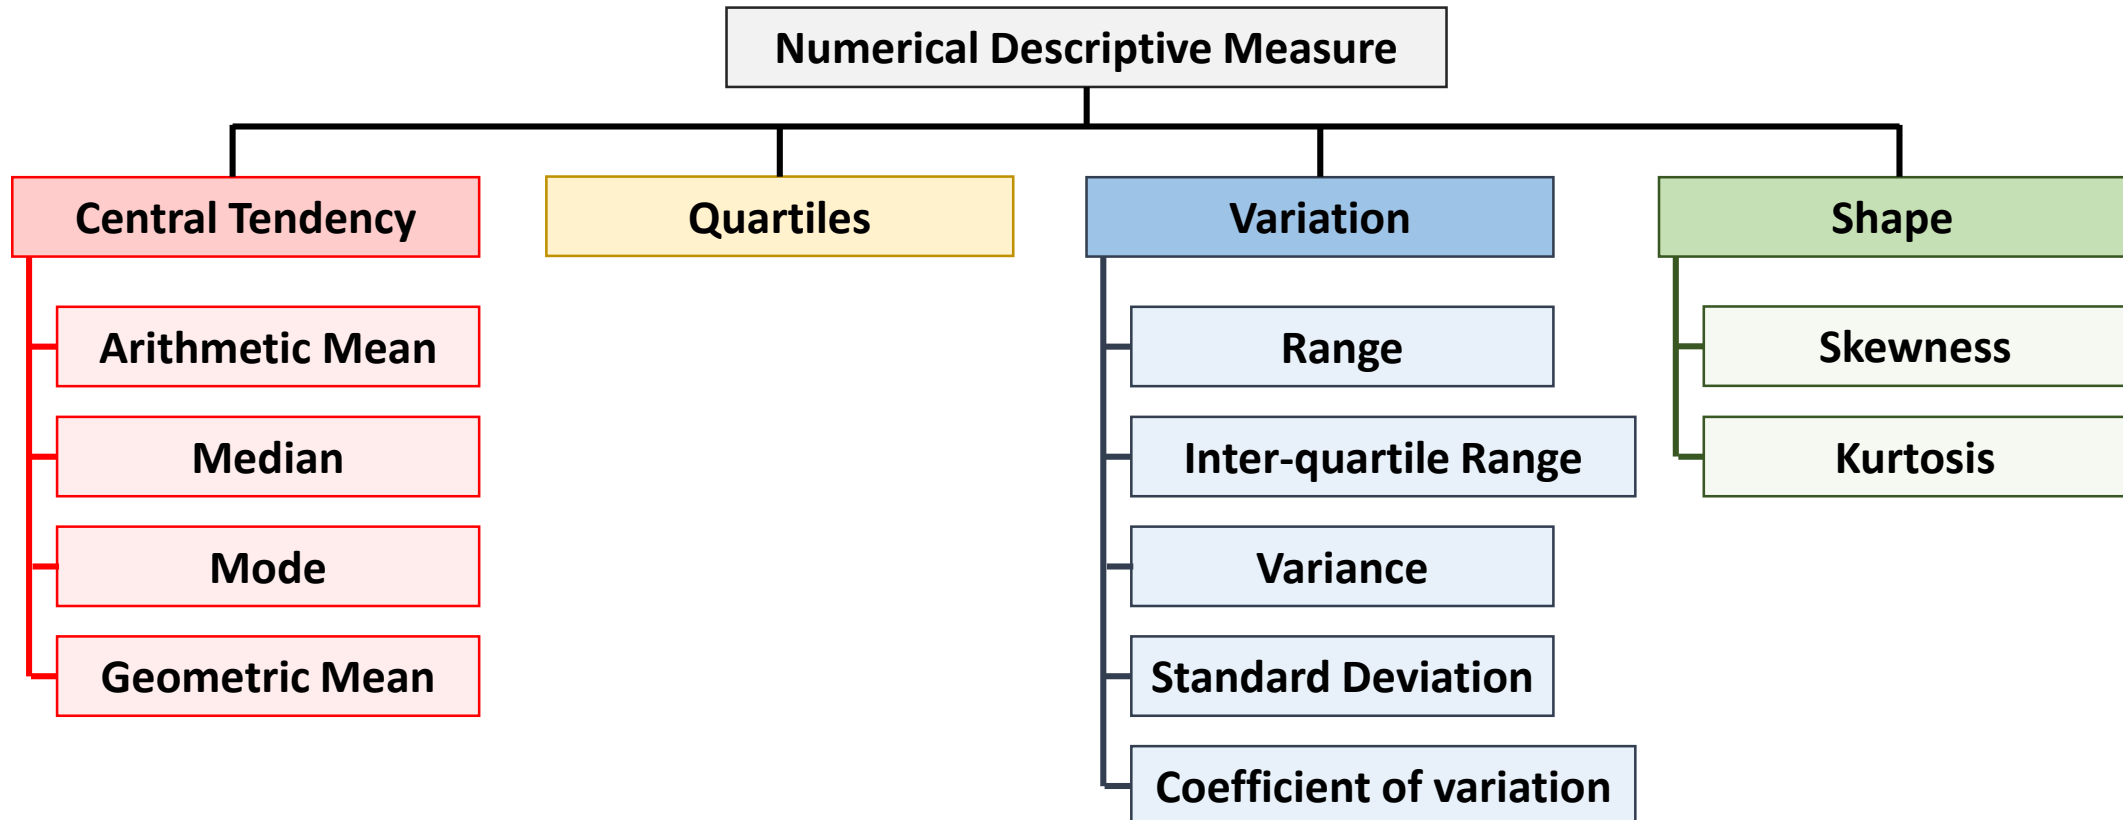 Numerical Descriptive Measure
Central Tendency
Quartiles
Variation
Shape
Arithmetic Mean
Median
Mode
Geometric Mean
Range
Inter-quartile Range
Variance
Standard Deviation
Coefficient of variation
Skewness
Kurtosis